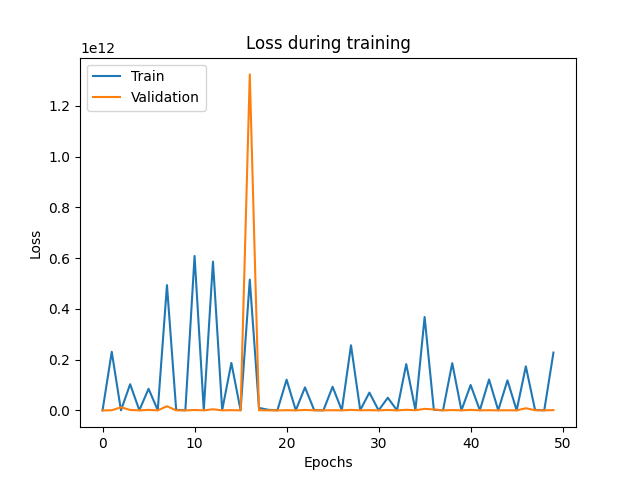 Loss during training
1e12
Train
Validation
1.2
1.0
0.8
0.6
0.4
0.2
0.0
Loss
0 10 20 30 40 50
Epochs